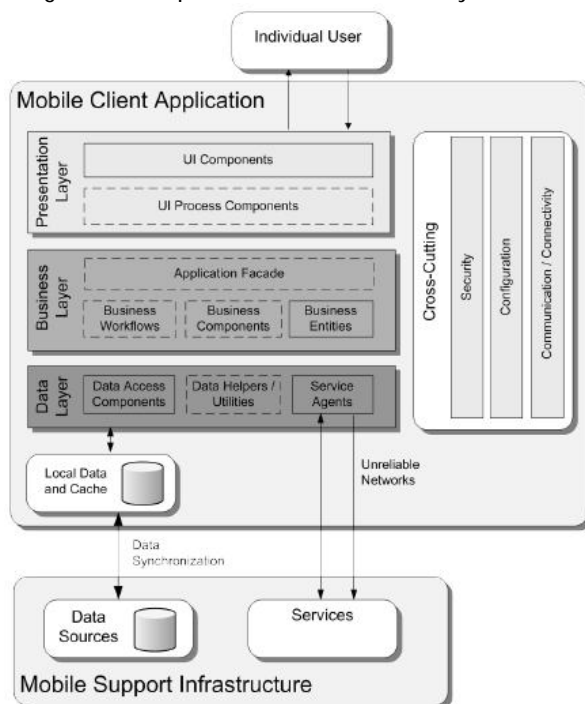 Individual User
Mobile Client Application
Presentation
Layer
UI Components
UI Process Components
Business
Layer
Application Facade
Business
Workflows
Business
Components
Business
Entities
Data
Layer
Data Access
Components
Data Helpers /
Utilities
Service
Agents
Cross-Cutting
Security
Configuration
Communication / Connectivity
Local Data
and Cache
Unreliable
Networks
Data
Synchronization
Data
Sources
Services
Mobile Support Infrastructure